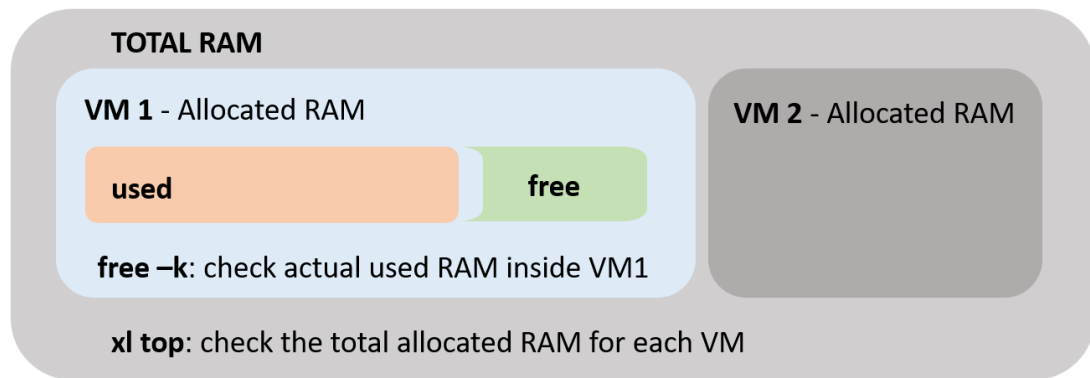 TOTAL RAM
VM 1 - Allocated RAM
VM 2 - Allocated RAM
used
free
free –k: check actual used RAM inside VM1
xl top: check the total allocated RAM for each VM